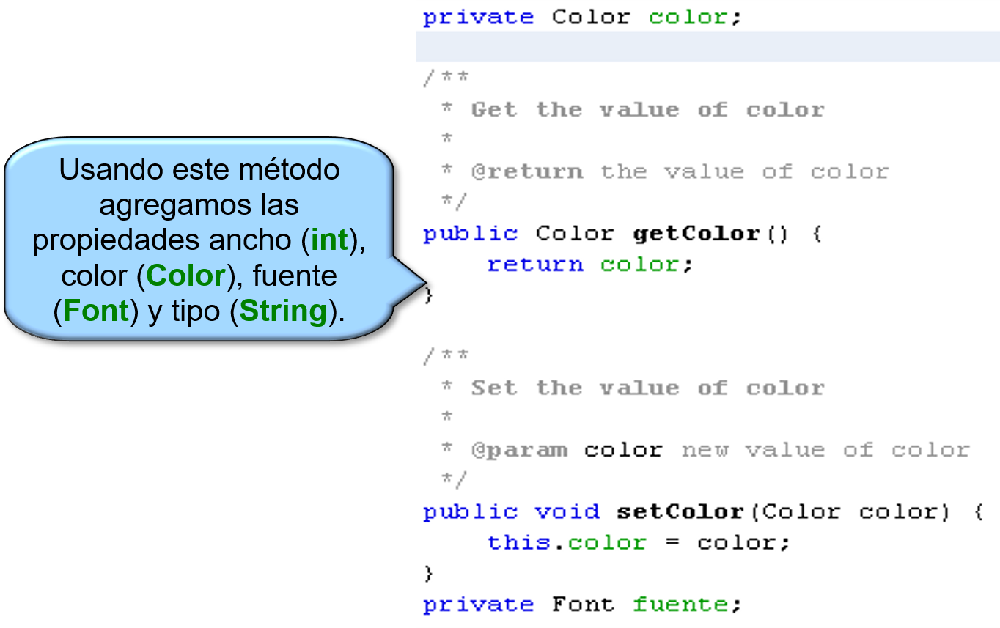 private Color color;
/**
* Get the value of color
*
* @return the value of color
*/
public Color getColor() {
return color;
}
/**
* Set the value of color
*
* @param color new value of color
*/
public void setColor(Color color) {
this.color = color;
}
private Font fuente;
Usando este método
agregamos las
propiedades ancho (int),
color (Color), fuente
(Font) y tipo (String).